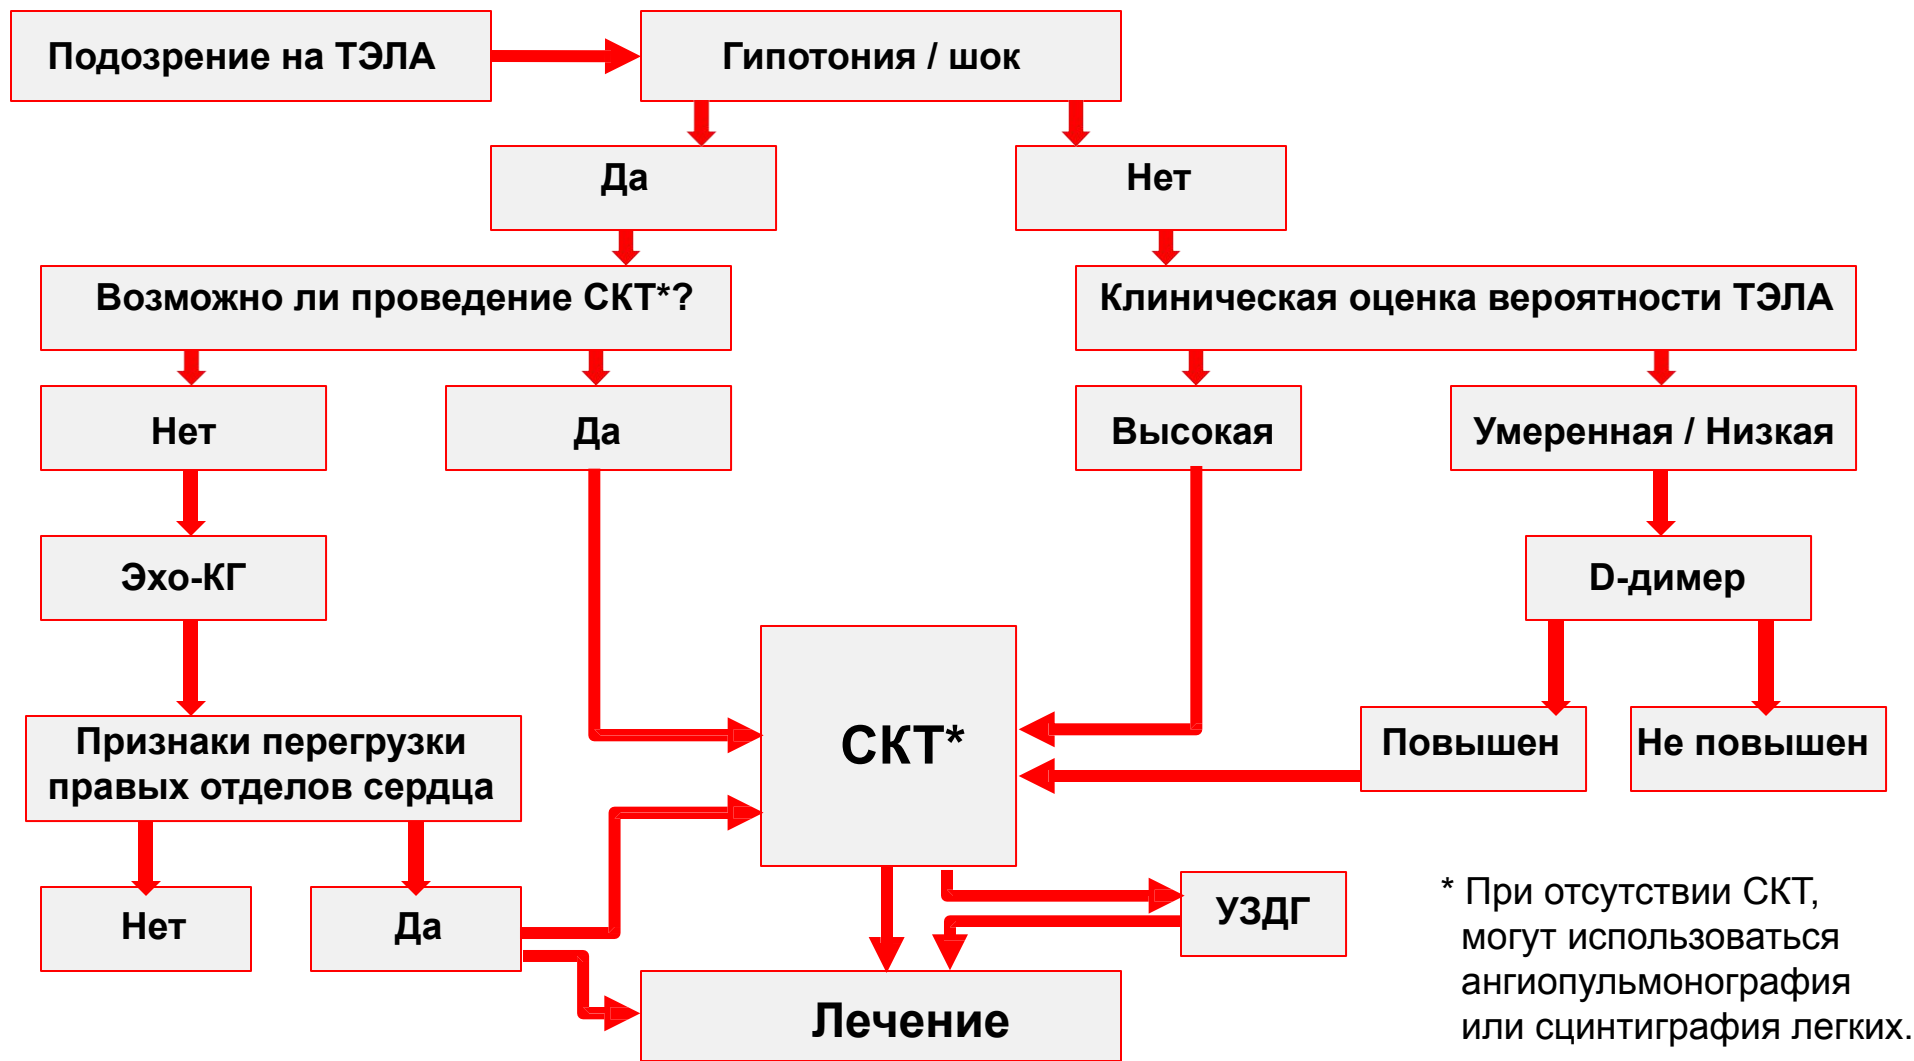 Подозрение на ТЭЛА
Гипотония / шок
Да
Нет
Возможно ли проведение СКТ*?
Клиническая оценка вероятности ТЭЛА
Нет
Да
Высокая
Умеренная / Низкая
Эхо-КГ
D-димер
Признаки перегрузки
правых отделов сердца
СКТ*
Повышен
Не повышен
Нет
Да
УЗДГ
Лечение
* При отсутствии СКТ,
могут использоваться
ангиопульмонография
или сцинтиграфия легких.